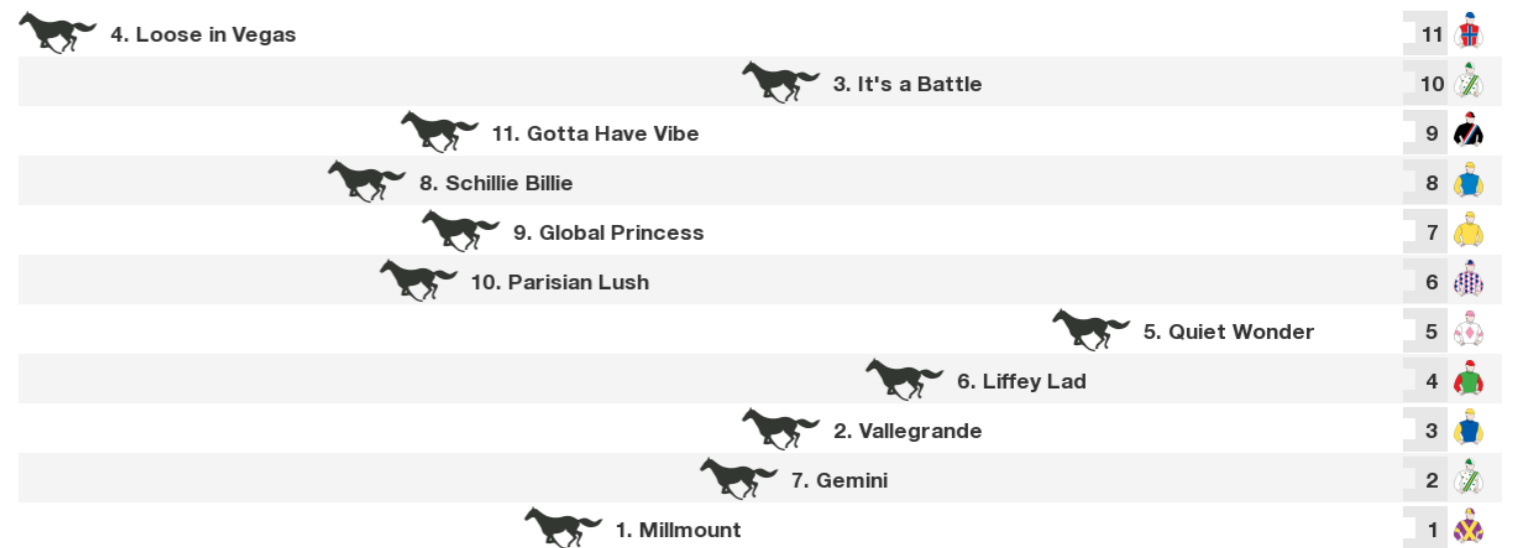 4. Loose in Vegas 11
3. It's a Battle 10
11. Gotta Have Vibe 9
8. Schillie Billie 8
9. Global Princess 7
10. Parisian Lush 6
5. Quiet Wonder 5
6. Liffey Lad 4
2. Vallegrande 3
7. Gemini 2
1. Millmount 1